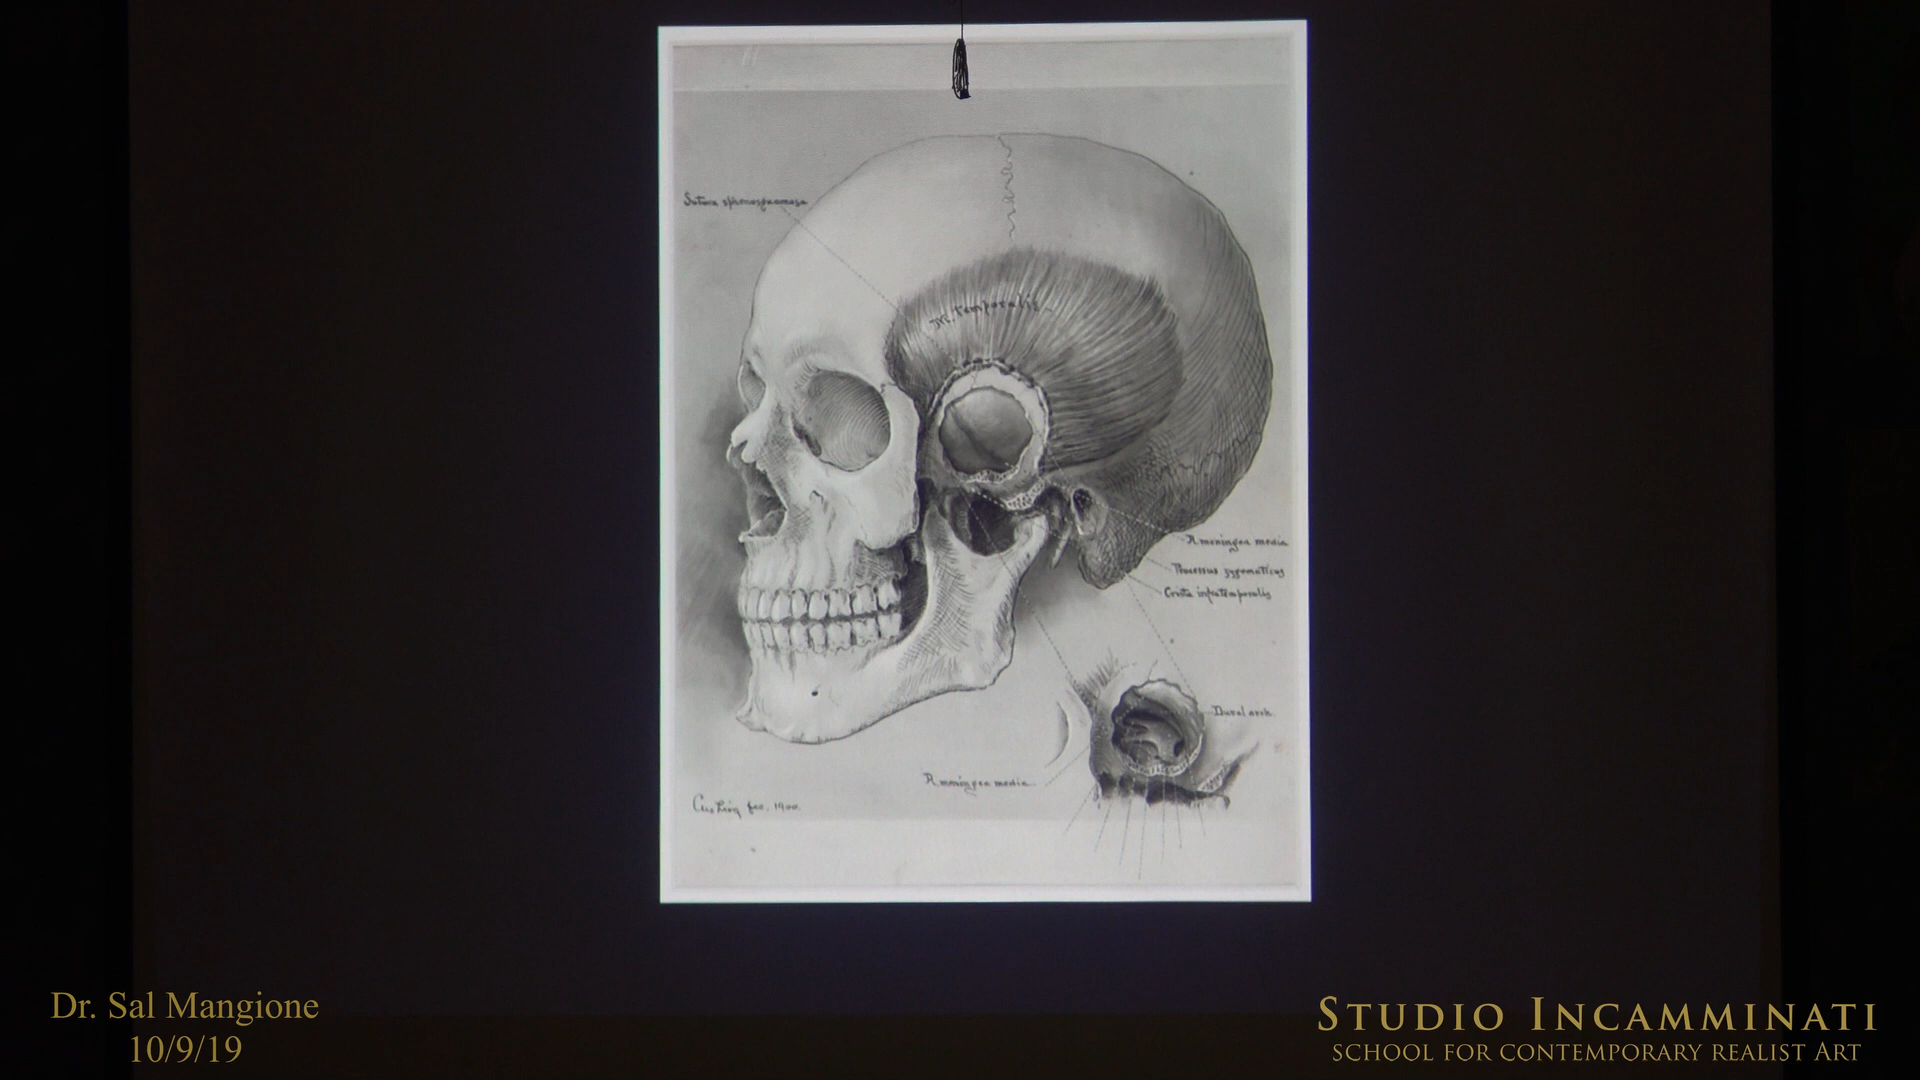 Sutura sphenosquamosa
M. temporalis
A meningea media
Processus zygomaticus
Crista infratemporalis
Dural arch
A meningea media
Cushing fec. 1900
Dr. Sal Mangione
10/9/19
STUDIO INCAMMINATI
SCHOOL FOR CONTEMPORARY REALIST ART